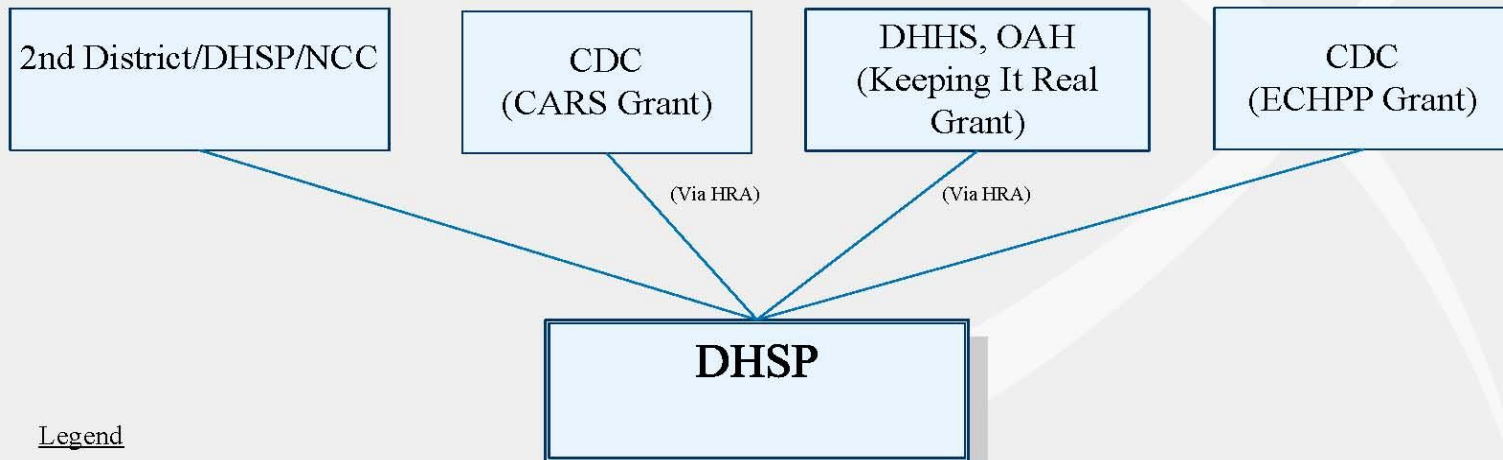 2nd District/DHSP/NCC
CDC
(CARS Grant)
DHHS, OAH
(Keeping It Real
Grant)
CDC
(ECHPP Grant)
(Via HRA)
(Via HRA)
DHSP
Legend